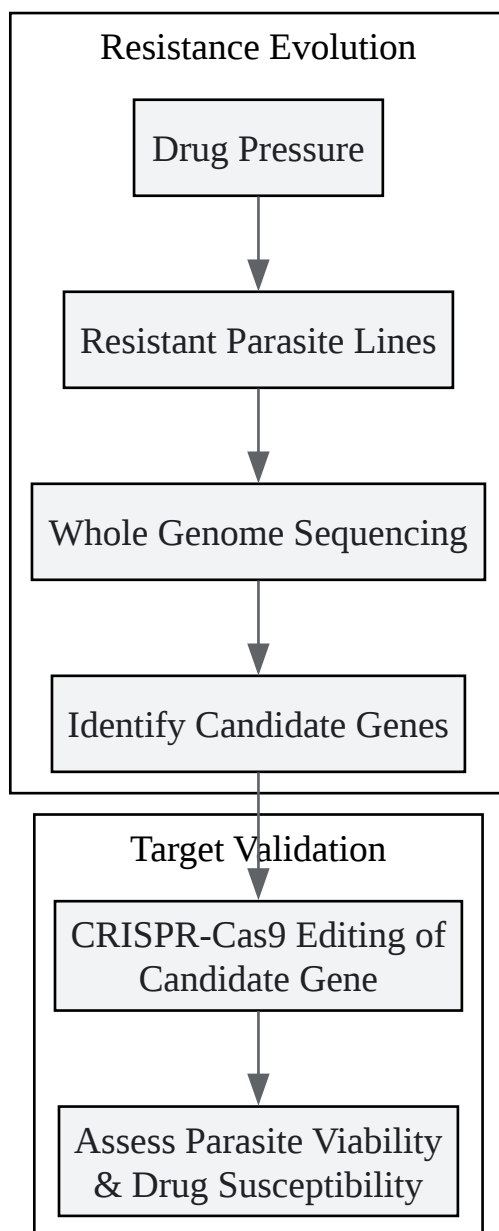 Resistance Evolution
Drug Pressure
Resistant Parasite Lines
Whole Genome Sequencing
Identify Candidate Genes
Target Validation
CRISPR-Cas9 Editing of
Candidate Gene
Assess Parasite Viability
& Drug Susceptibility